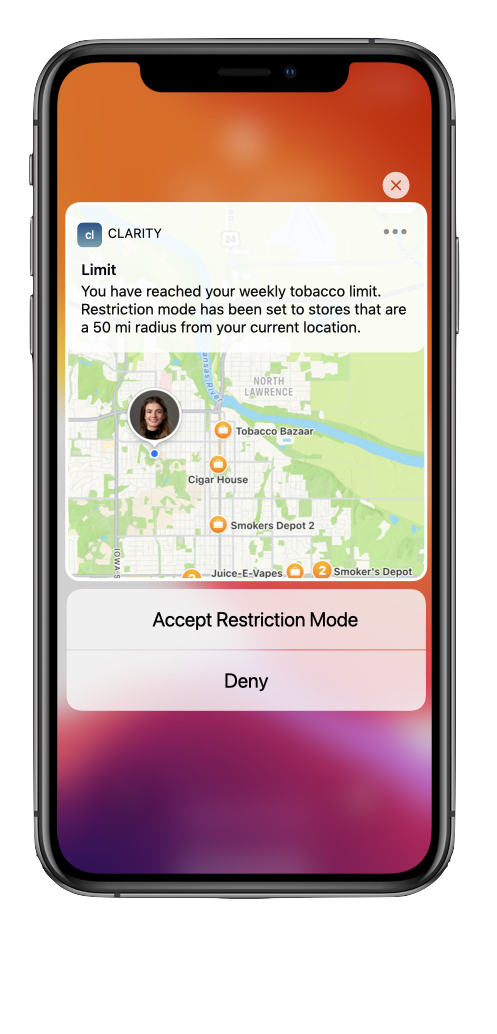 cl CLARITY
Limit
You have reached your weekly tobacco limit.
Restriction mode has been set to stores that are
a 50 mi radius from your current location.
24
NORTH
LAWRENCE
Tobacco Bazaar
Cigar House
Smokers Depot 2
IOWA S
Juice-E-Vapes
2
Smoker's Depot
2
Accept Restriction Mode
Deny